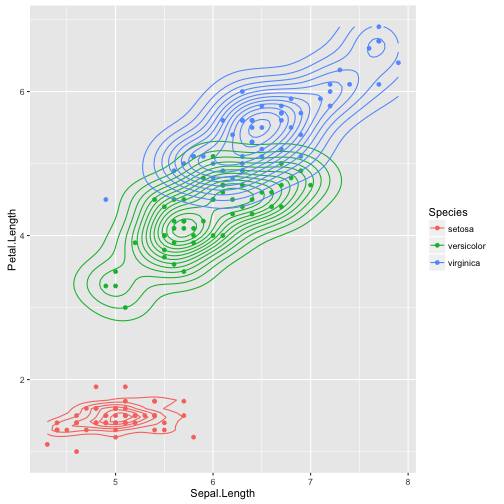 6
4
2
Petal.Length
5
6
7
8
Sepal.Length
Species
setosa
versicolor
virginica